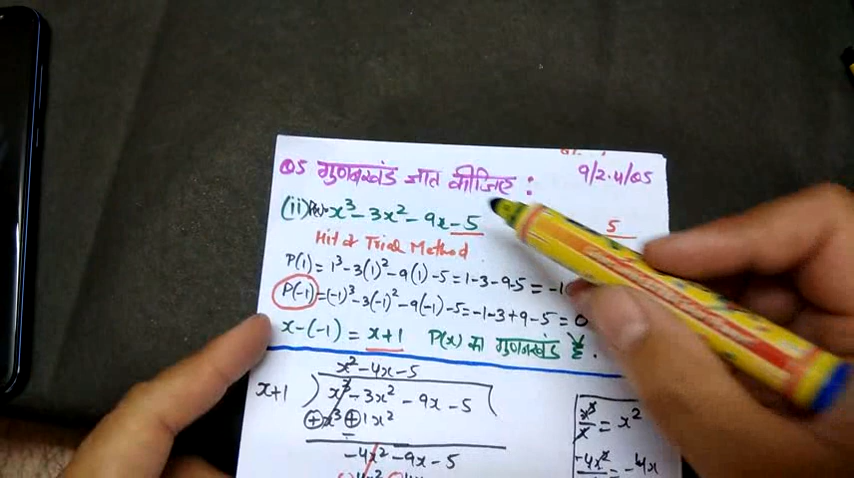 Q5 गुणनखंड ज्ञात कीजिए : 9/2.4/Q5
(ii) P(x)= x³ - 3x² - 9x - 5
5
Hit & Trial Method
P(1) = 1³ - 3(1)² - 9(1) - 5 = 1 - 3 - 9 - 5 = -1
P(-1) = (-1)³ - 3(-1)² - 9(-1) - 5 = -1 - 3 + 9 - 5 = 0
x - (-1) = x+1 P(x) का गुणनखंड है.
x² - 4x - 5
x+1 ) x³ - 3x² - 9x - 5
⊕x³ ⊕ 1x²
x³/x = x²
-4x² - 9x - 5
-4x² = -4x